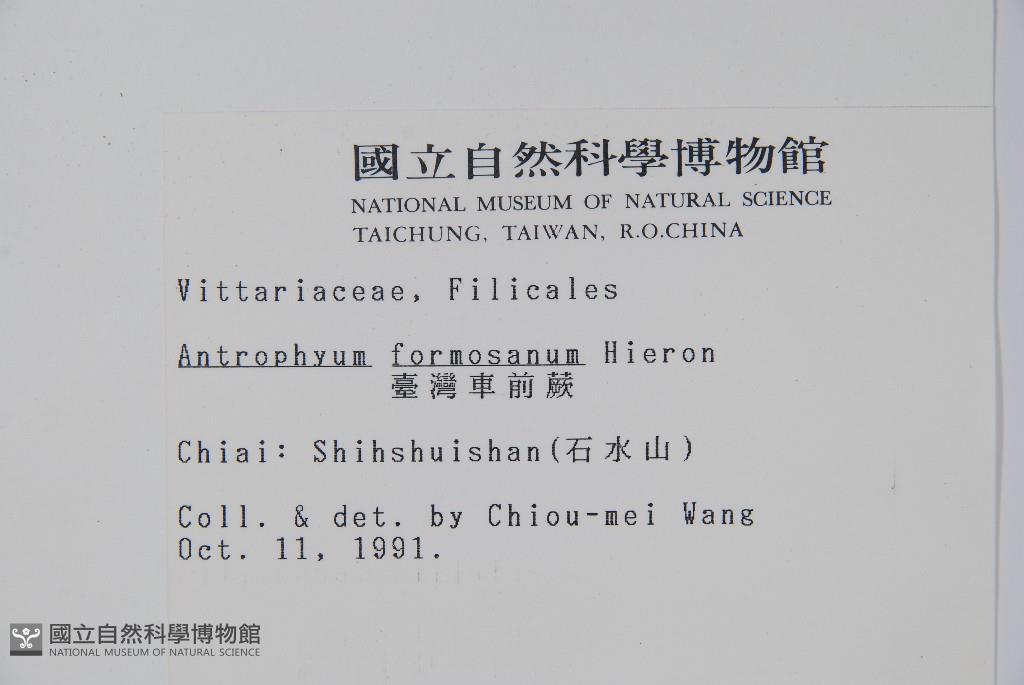 國立自然科學博物館
NATIONAL MUSEUM OF NATURAL SCIENCE
TAICHUNG, TAIWAN, R.O.CHINA
Vittariaceae, Filicales
Antrophyum formosanum Hieron
臺灣車前蕨
Chiai: Shihshuishan(石水山)
Coll. & det. by Chiou-mei Wang
Oct. 11, 1991.
國立自然科學博物館
NATIONAL MUSEUM OF NATURAL SCIENCE